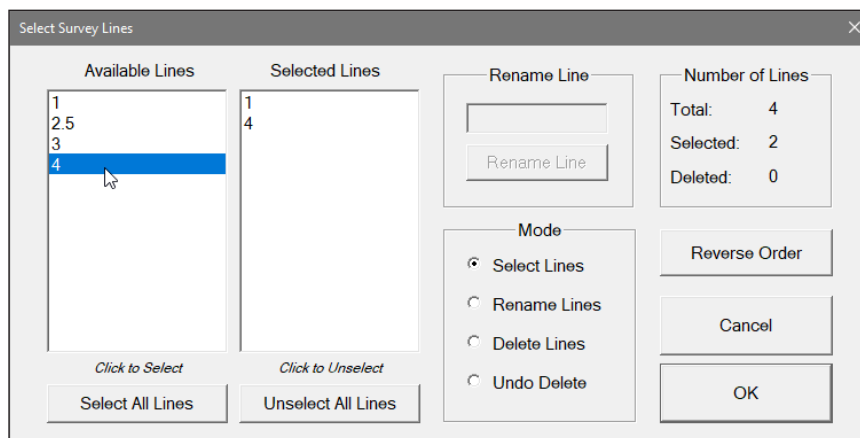 Select Survey Lines
Available Lines
1
2.5
3
4
Click to Select
Select All Lines
Selected Lines
1
4
Click to Unselect
Unselect All Lines
Rename Line
Rename Line
Mode
Select Lines
Rename Lines
Delete Lines
Undo Delete
Number of Lines
Total: 4
Selected: 2
Deleted: 0
Reverse Order
Cancel
OK